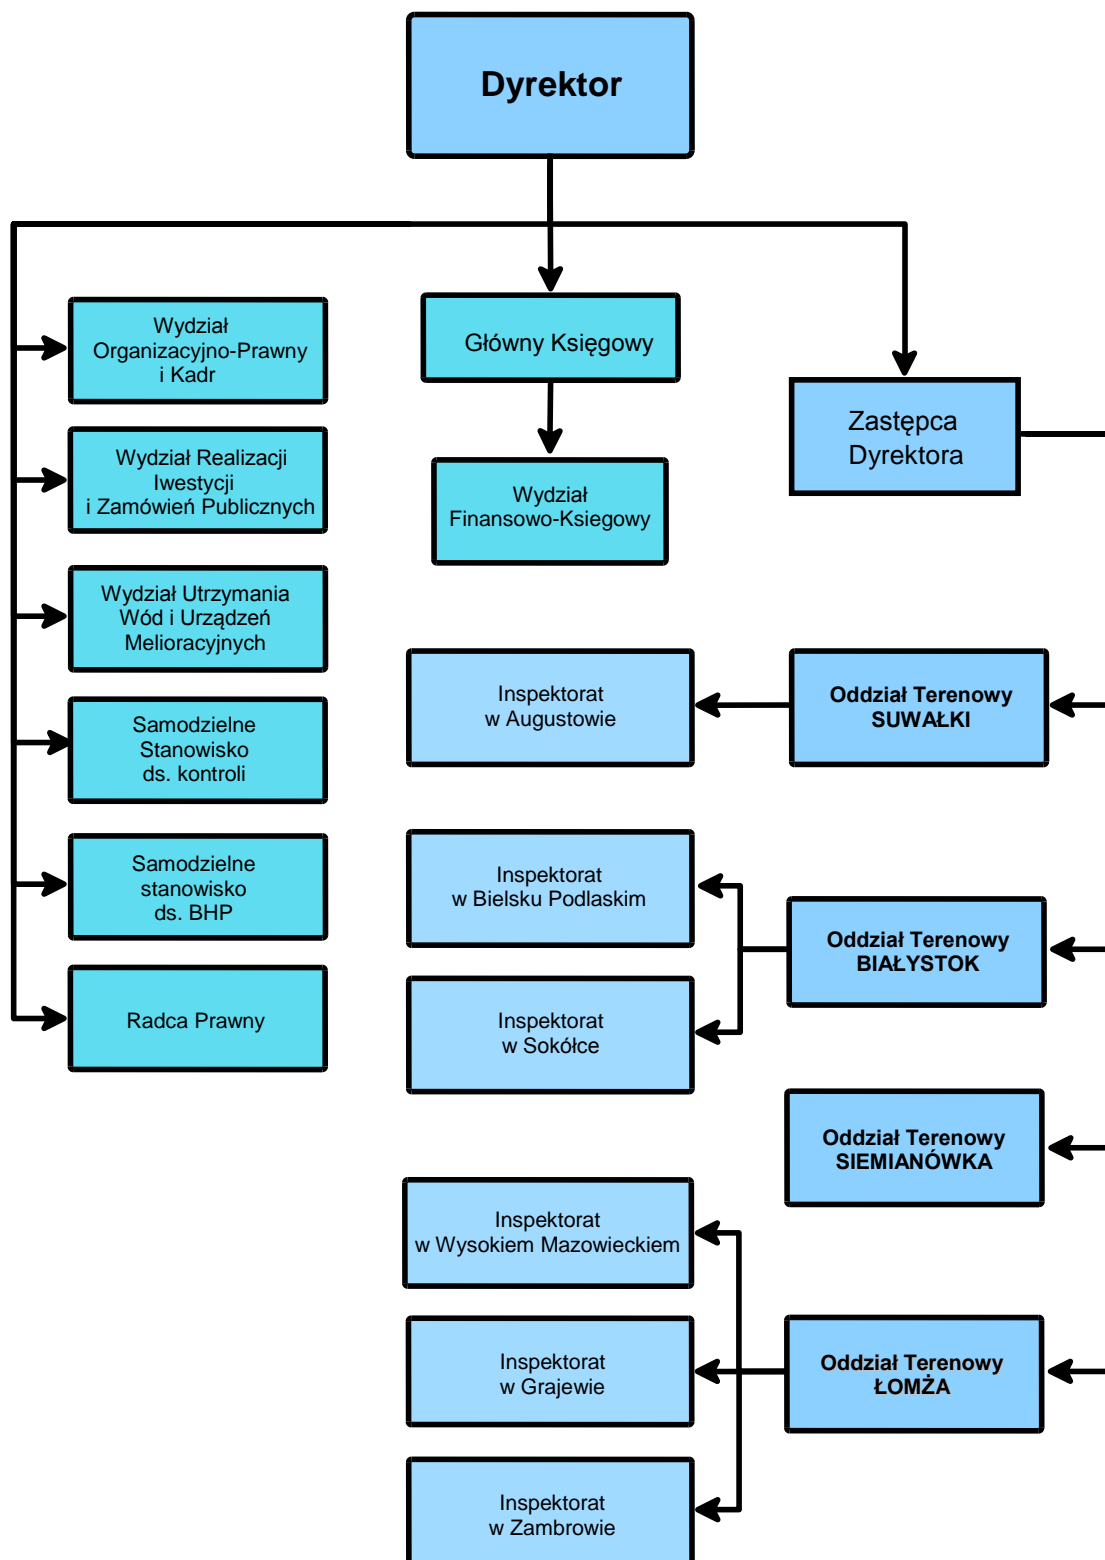 Dyrektor
Wydział
Organizacyjno-Prawny
i Kadr
Główny Księgowy
Zastępca
Dyrektora
Wydział Realizacji
Iwestycji
i Zamówień Publicznych
Wydział
Finansowo-Ksiegowy
Wydział Utrzymania
Wód i Urządzeń
Melioracyjnych
Inspektorat
w Augustowie
Oddział Terenowy
SUWAŁKI
Samodzielne
Stanowisko
ds. kontroli
Samodzielne
stanowisko
ds. BHP
Inspektorat
w Bielsku Podlaskim
Oddział Terenowy
BIAŁYSTOK
Radca Prawny
Inspektorat
w Sokółce
Oddział Terenowy
SIEMIANÓWKA
Inspektorat
w Wysokiem Mazowieckiem
Inspektorat
w Grajewie
Oddział Terenowy
ŁOMŻA
Inspektorat
w Zambrowie